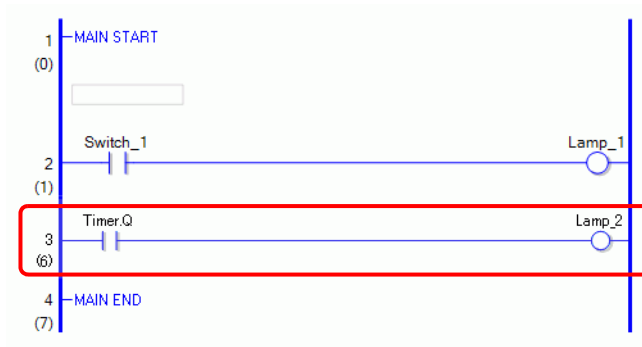 1 MAIN START
(0)
Switch_1 Lamp_1
2
(1)
Timer.Q Lamp_2
3
(6)
4 MAIN END
(7)